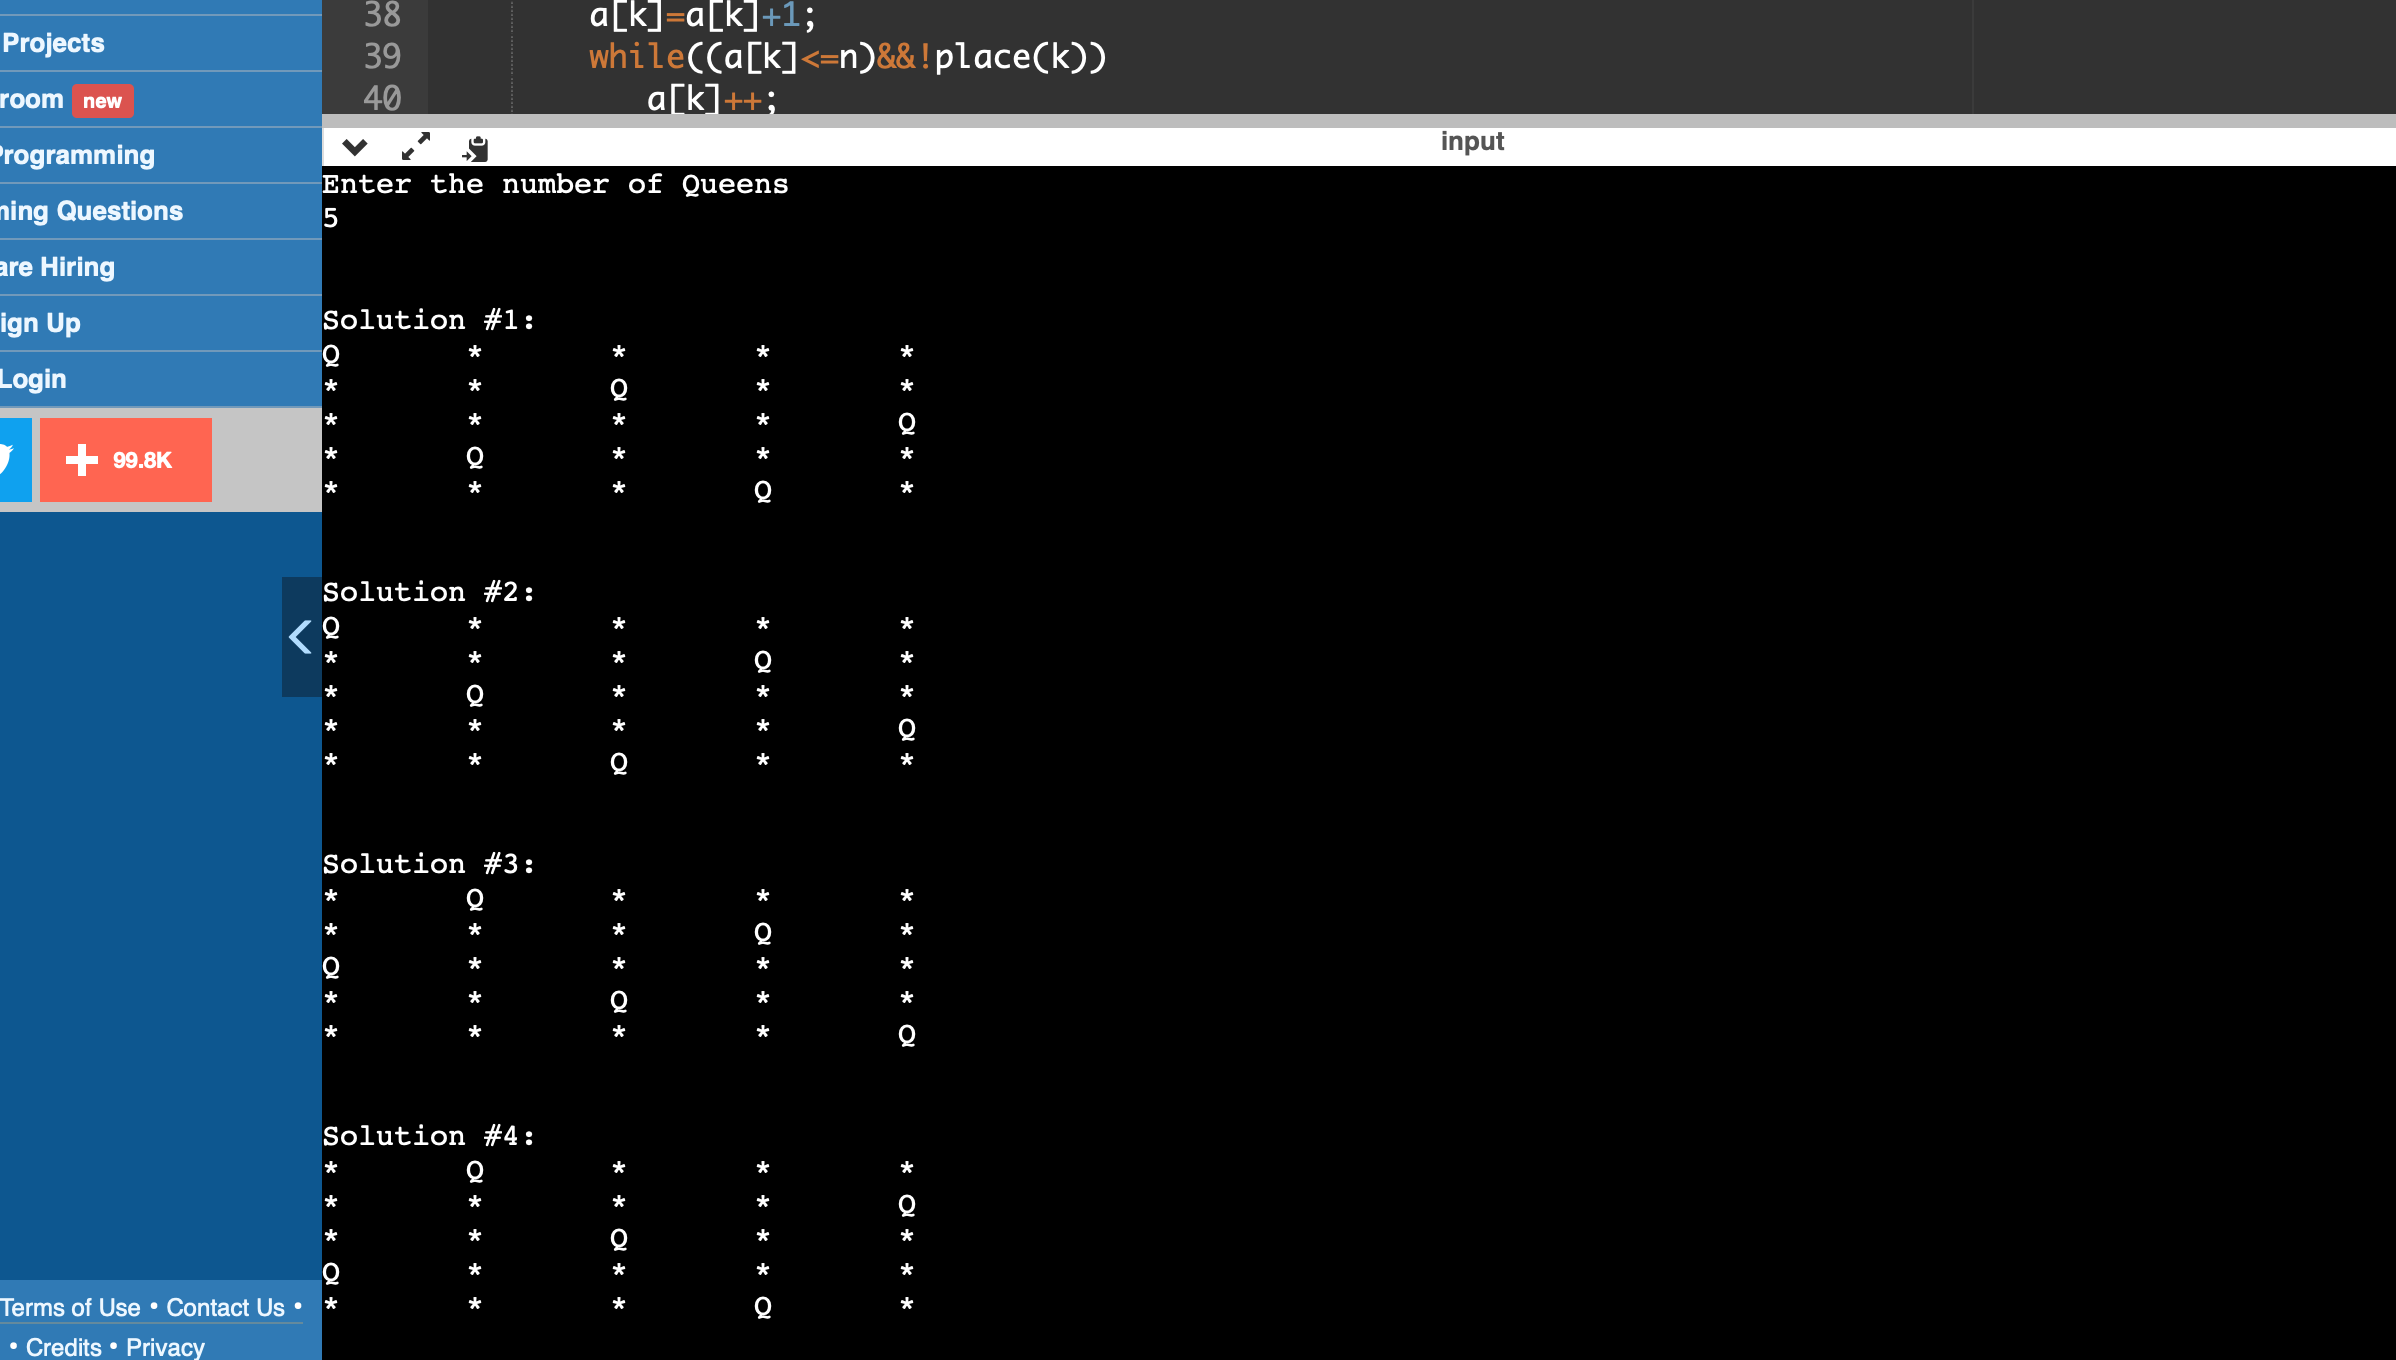 Projects
room new
Programming
ming Questions
are Hiring
ign Up
Login
99.8K
Terms of Use • Contact Us •
• Credits • Privacy
38 a[k]=a[k]+1;
39 while((a[k]<=n)&&!place(k))
40 a[k]++;
input
Enter the number of Queens
5
Solution #1:
Q * * * *
* * Q * *
* * * * Q
* Q * * *
* * * Q *
Solution #2:
Q * * * *
* * * Q *
* Q * * *
* * * * Q
* * Q * *
Solution #3:
* Q * * *
* * * Q *
Q * * * *
* * Q * *
* * * * Q
Solution #4:
* Q * * *
* * * * Q
* * Q * *
Q * * * *
* * * Q *